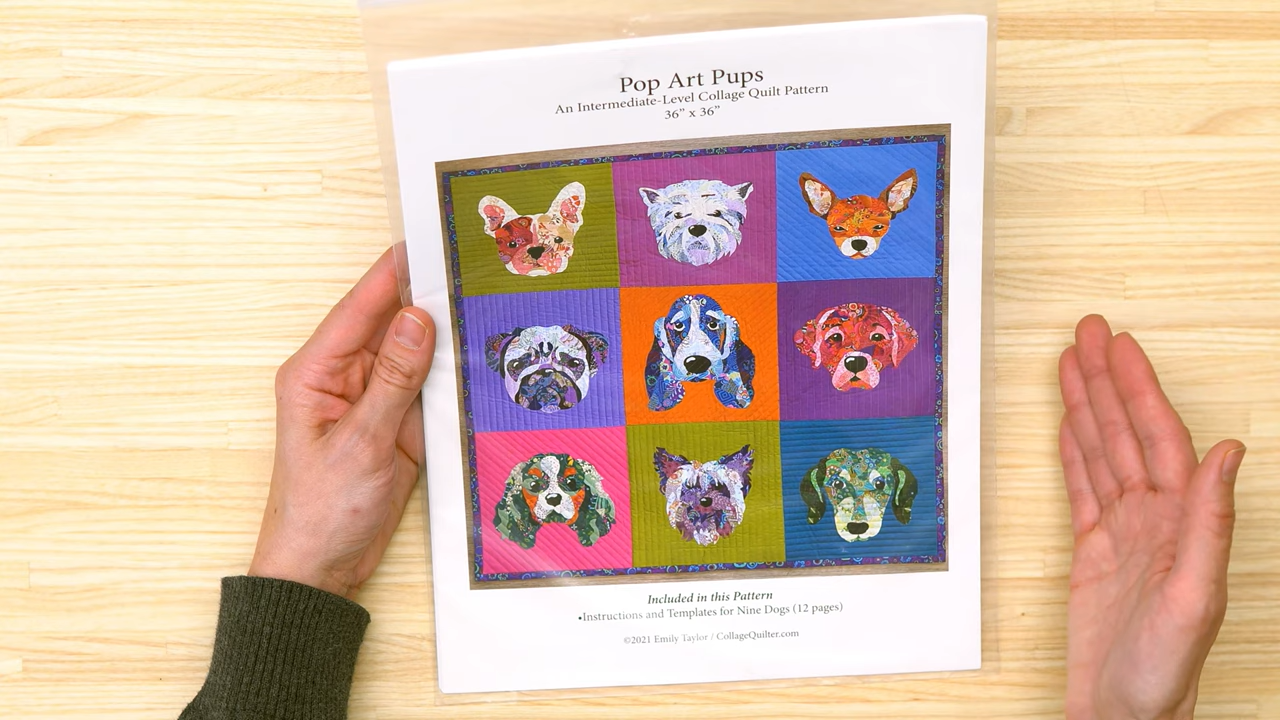 Pop Art Pups
An Intermediate-Level Collage Quilt Pattern
36" x 36"
Included in this Pattern
•Instructions and Templates for Nine Dogs (12 pages)
©2021 Emily Taylor / CollageQuilter.com